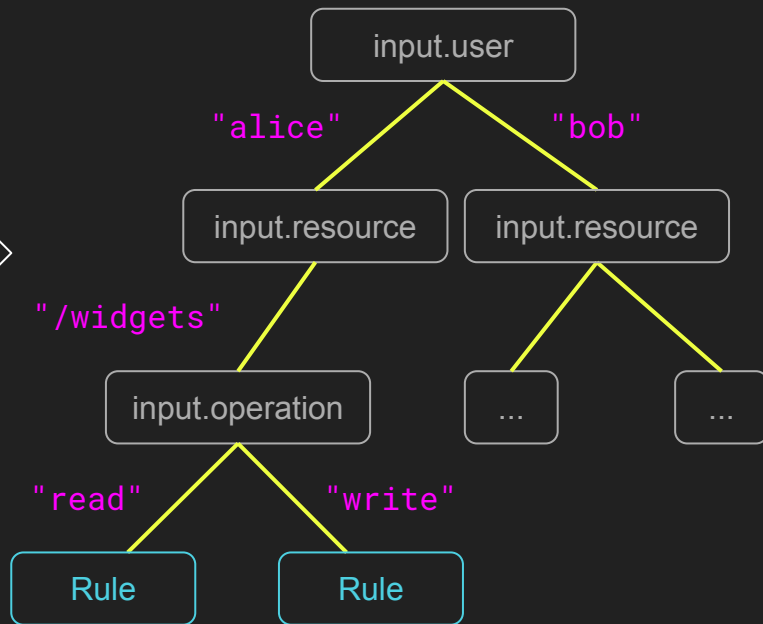 input.user
"alice"
"bob"
input.resource
input.resource
"/widgets"
input.operation
...
...
"read"
"write"
Rule
Rule